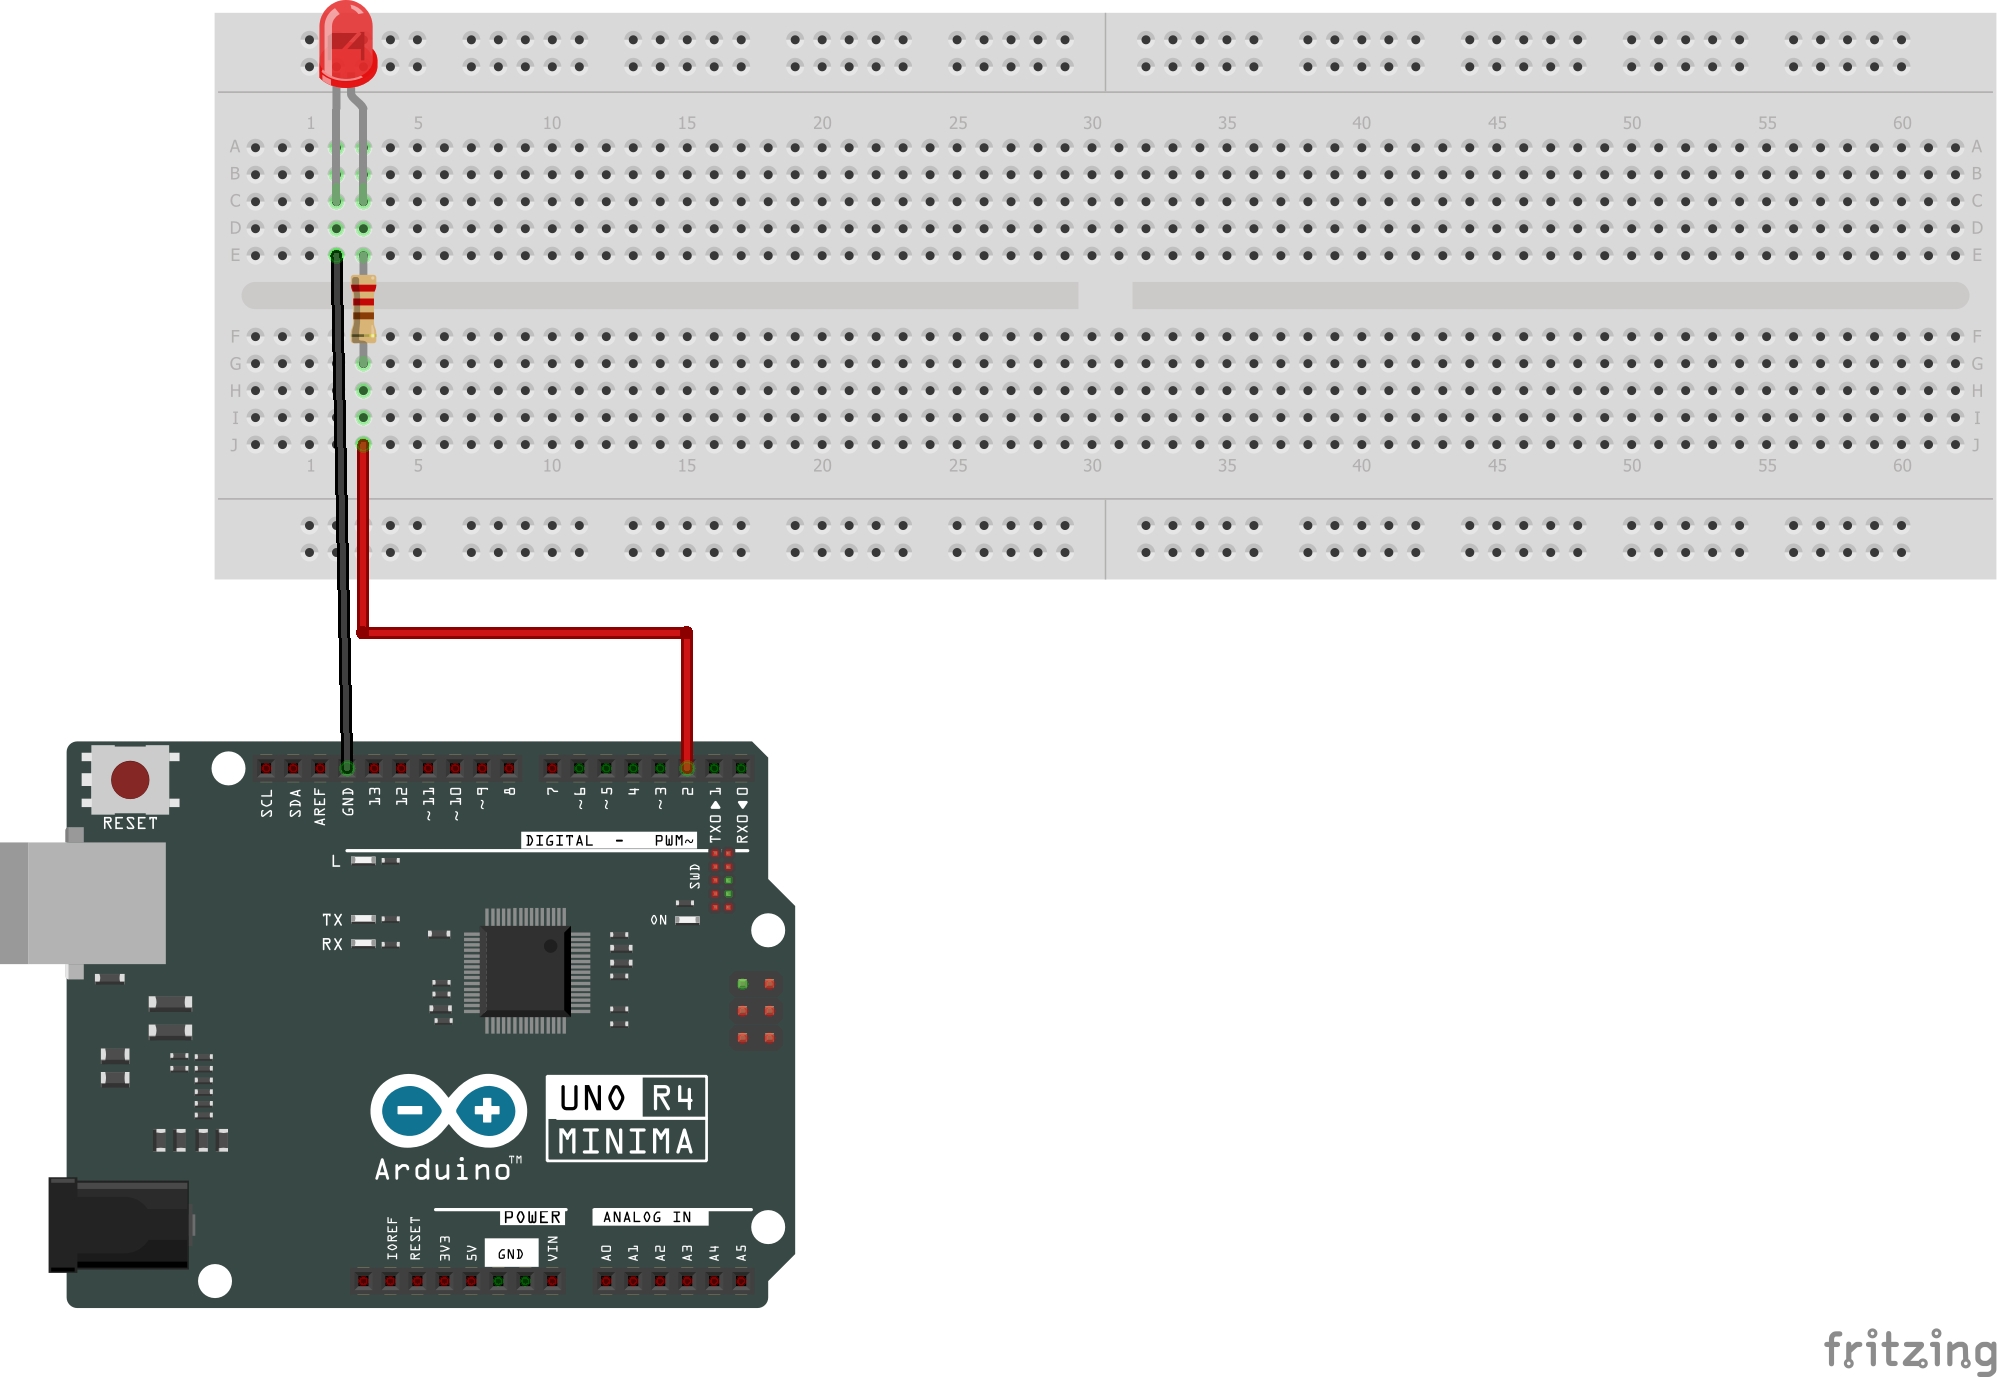 1 5 10 15 20 25 30 35 40 45 50 55 60
A A
B B
C C
D D
E E
F F
G G
H H
I I
J J
1 5 10 15 20 25 30 35 40 45 50 55 60
RESET
SCL SDA AREF GND 13 12 ~11 ~10 ~9 8 7 ~6 ~5 4 ~3 2 TX0▶1 RX0◀0
DIGITAL - PWM~
L
SWD
TX
RX
ON
UNO R4
MINIMA
Arduino™
POWER
ANALOG IN
IOREF RESET 3V3 5V GND VIN A0 A1 A2 A3 A4 A5
fritzing